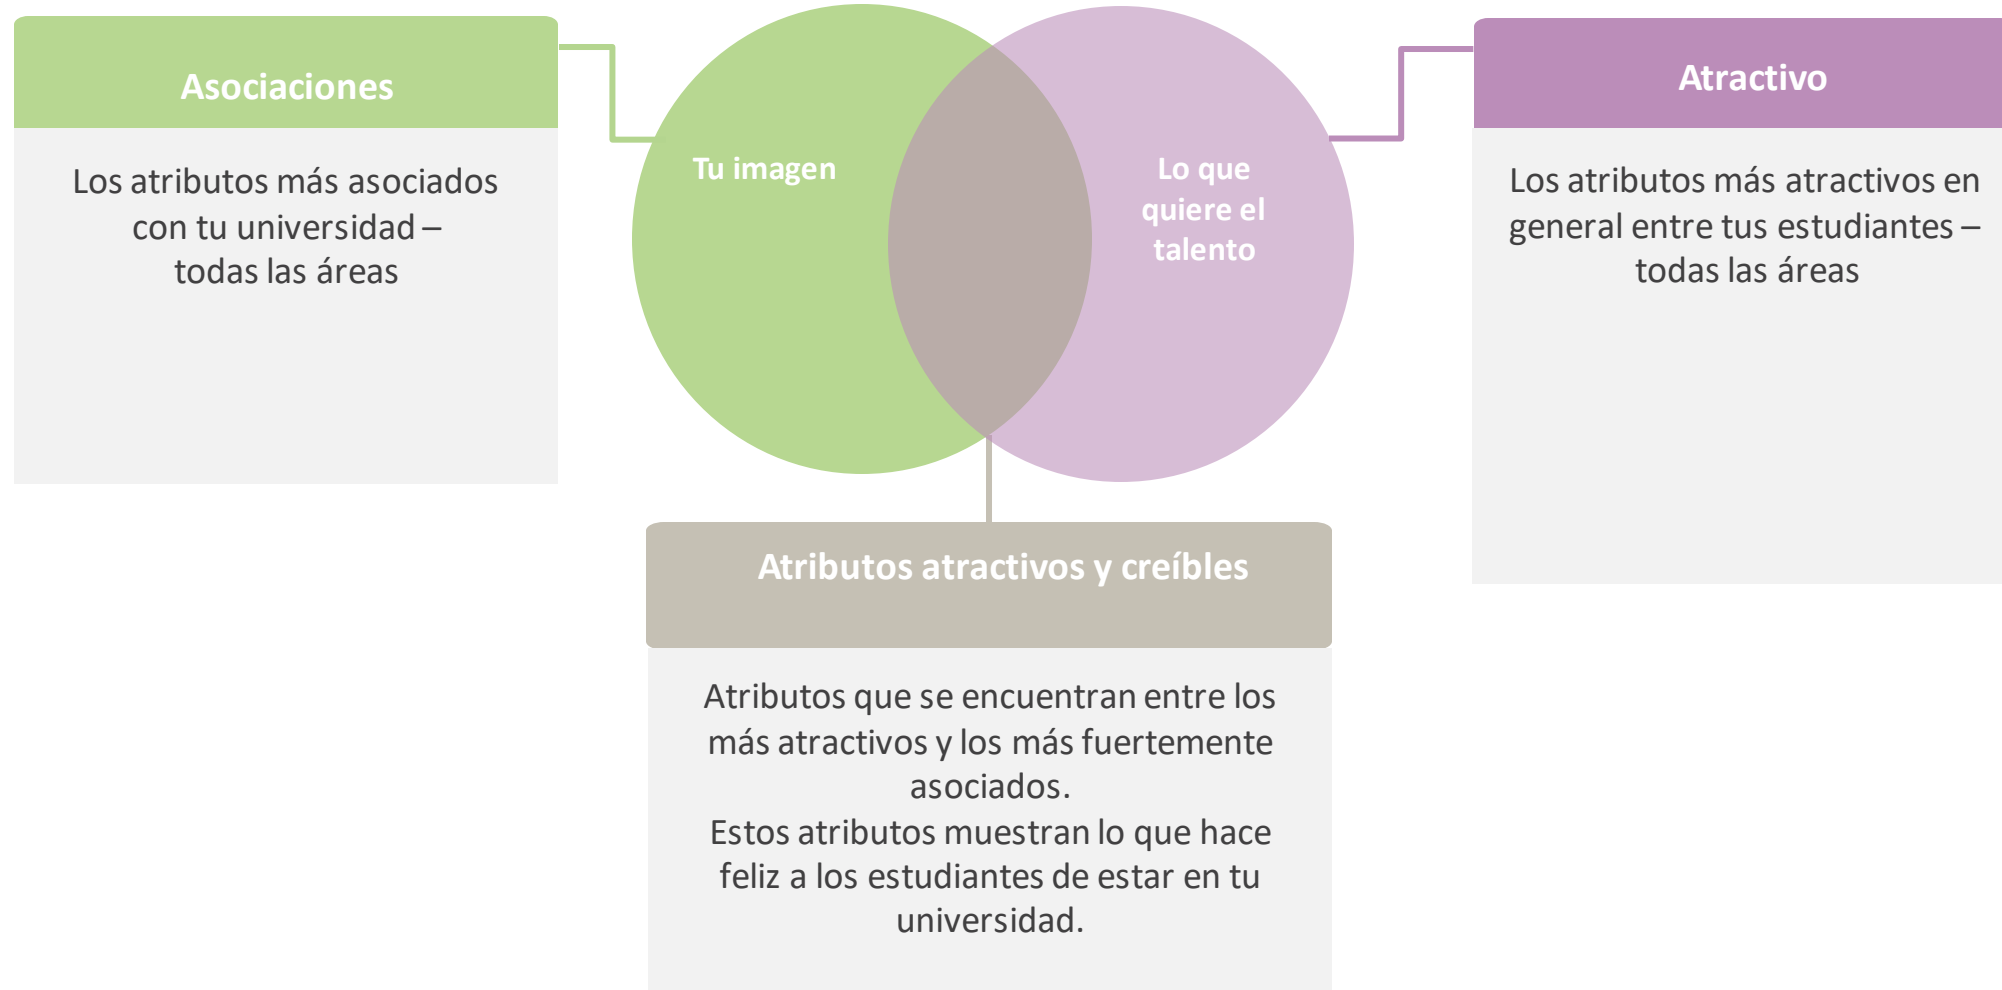 Asociaciones
Los atributos más asociados
con tu universidad –
todas las áreas
Tu imagen
Lo que
quiere el
talento
Atractivo
Los atributos más atractivos en
general entre tus estudiantes –
todas las áreas
Atributos atractivos y creíbles
Atributos que se encuentran entre los
más atractivos y los más fuertemente
asociados.
Estos atributos muestran lo que hace
feliz a los estudiantes de estar en tu
universidad.